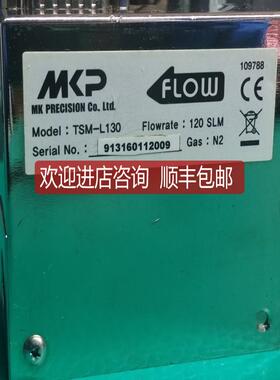 MKP
MK PRECISION Co., Ltd.
FLOW
109788
CE
Model : TSM-L130
Flowrate : 120 SLM
Serial No. : 913160112009
Gas : N2
欢迎进店咨询 顺丰包邮